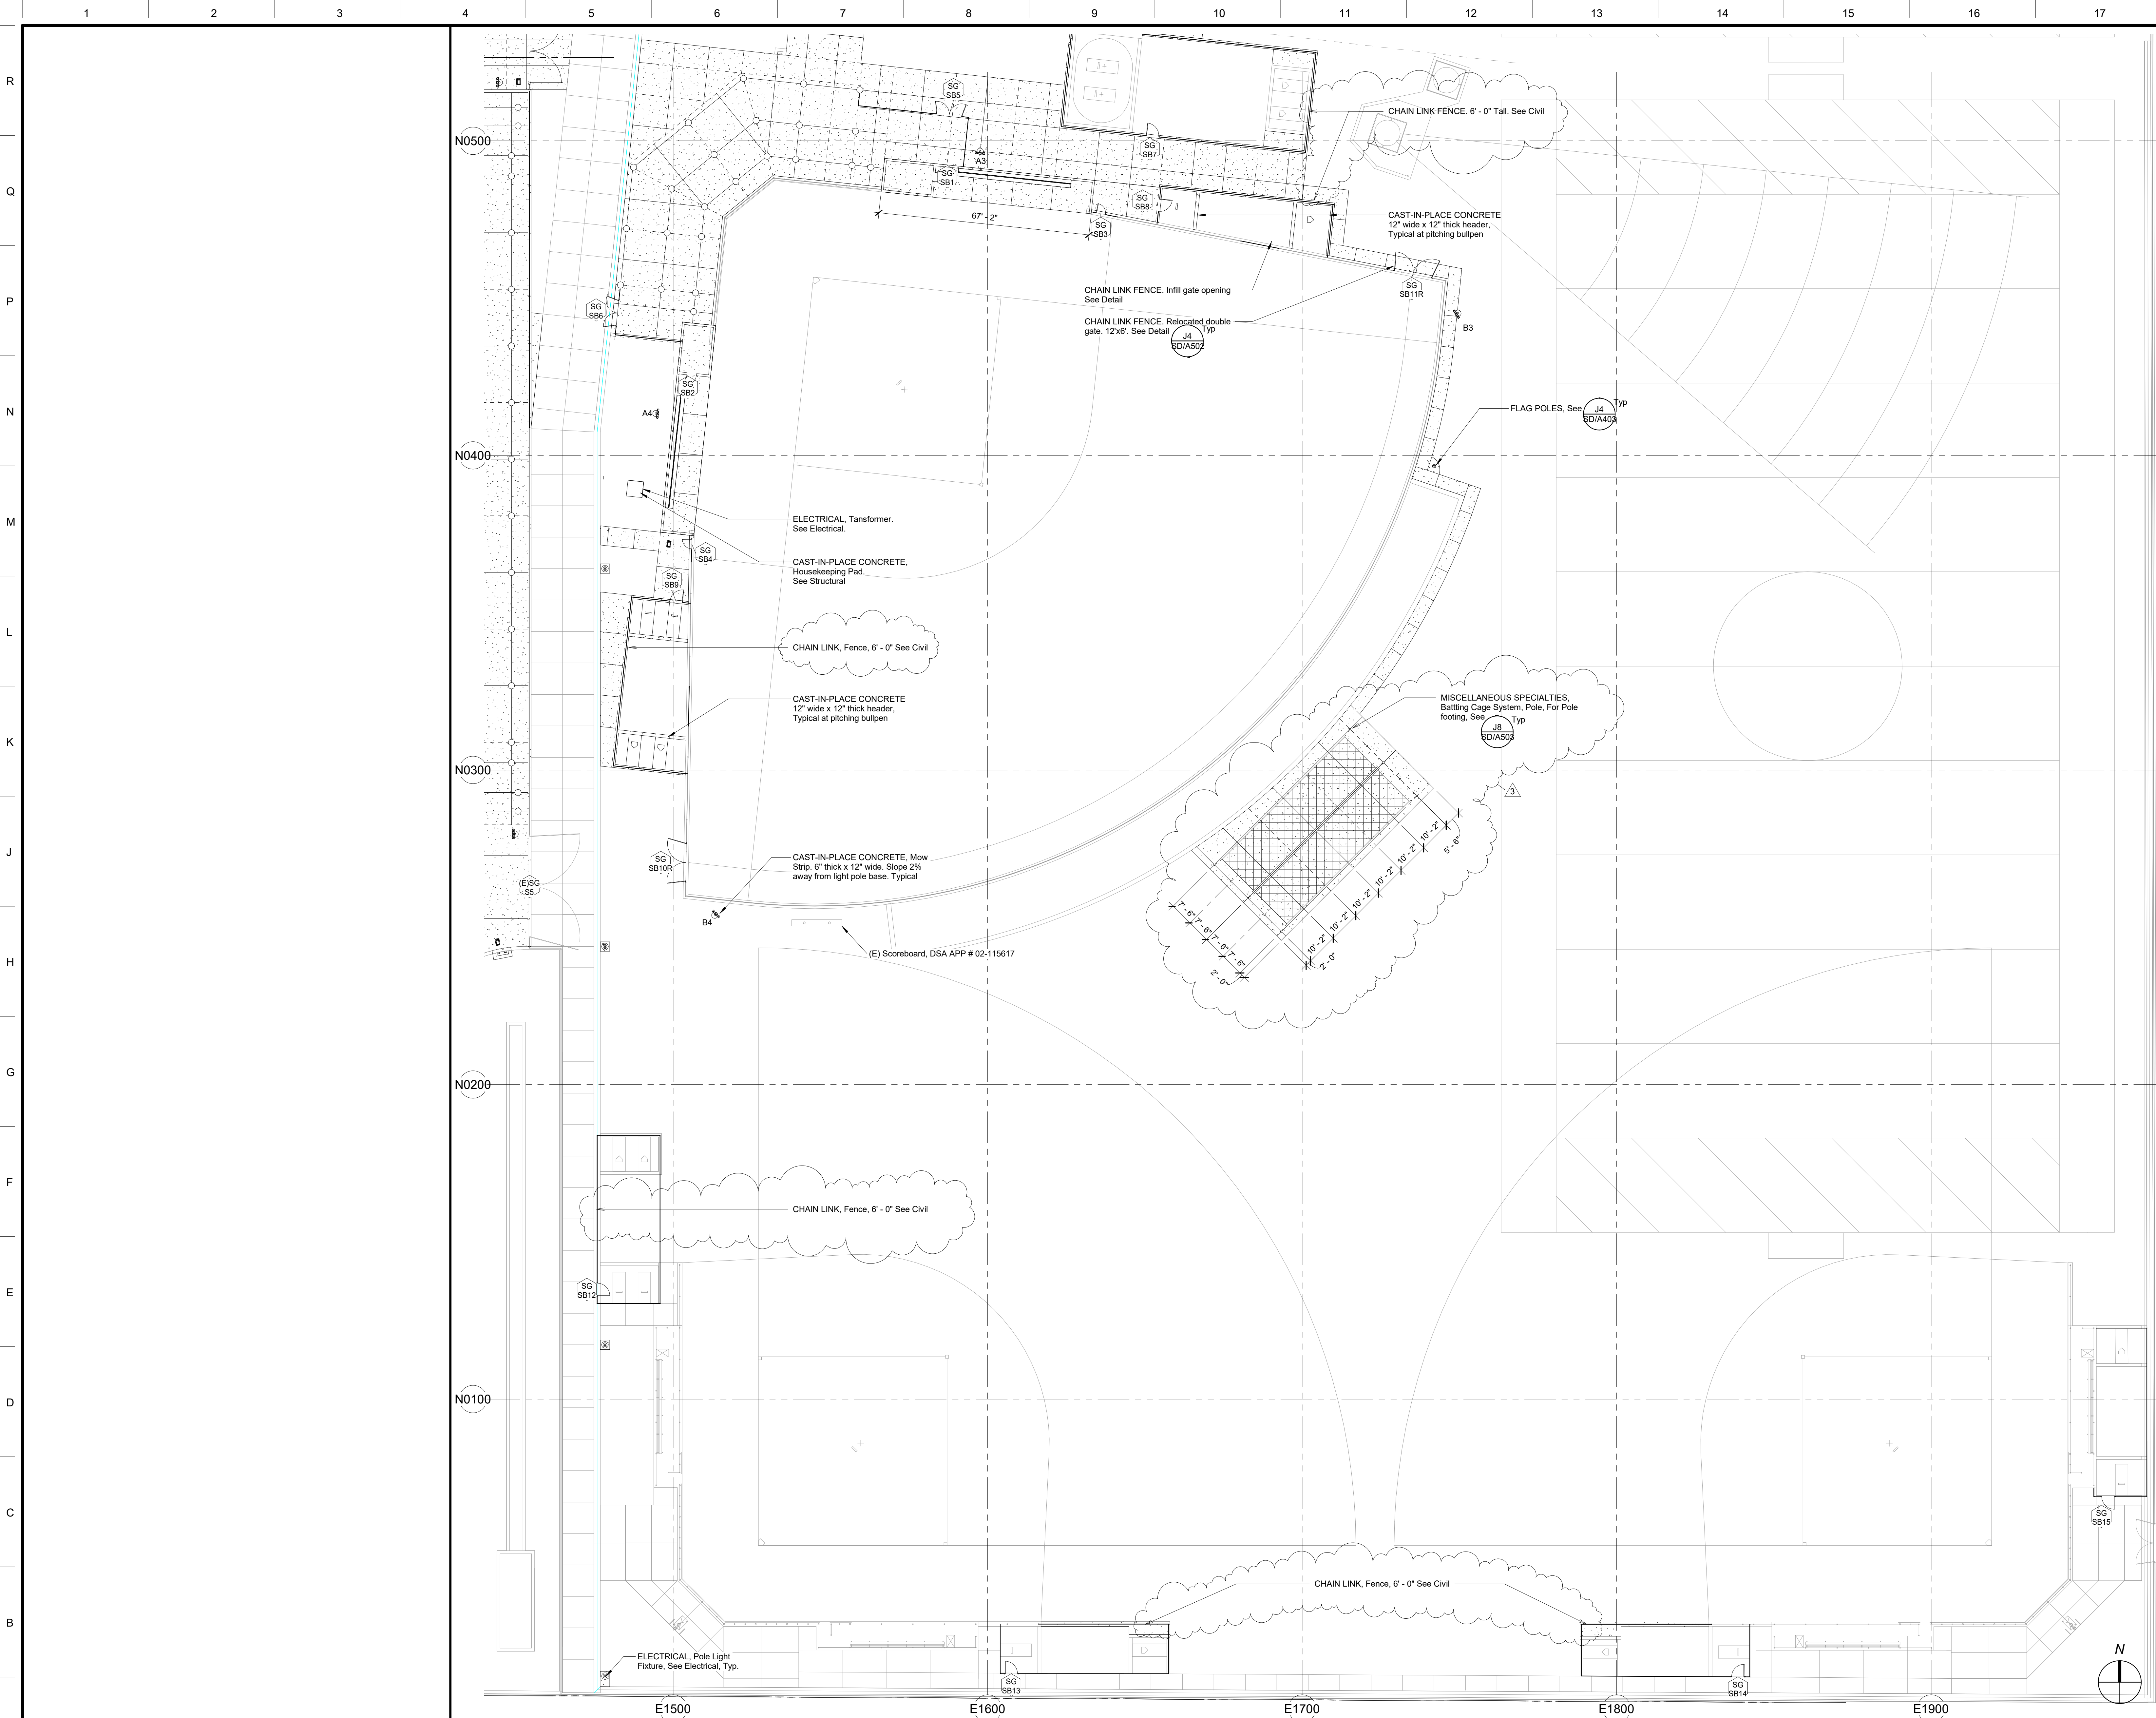 1 2 3 4 5 6 7 8 9 10 11 12 13 14 15 16 17
R
SG
SB5
CHAIN LINK FENCE. 6' - 0" Tall. See Civil
N0500
A3
SG
SB7
Q
SG
SB1
SG
SB8
67' - 2"
SG
SB3
CAST-IN-PLACE CONCRETE
12" wide x 12" thick header,
Typical at pitching bullpen
P
SG
SB6
CHAIN LINK FENCE. Infill gate opening
See Detail
SG
SB11R
CHAIN LINK FENCE. Relocated double
gate. 12'x6'. See Detail
J4
SD/A502
Typ
B3
N
SG
SB2
A4
FLAG POLES, See
J4
SD/A403
Typ
N0400
M
ELECTRICAL, Tansformer.
See Electrical.
SG
SB4
CAST-IN-PLACE CONCRETE,
Housekeeping Pad.
See Structural
SG
SB9
L
CHAIN LINK, Fence, 6' - 0" See Civil
CAST-IN-PLACE CONCRETE
12" wide x 12" thick header,
Typical at pitching bullpen
MISCELLANEOUS SPECIALTIES,
Battting Cage System, Pole, For Pole
footing, See
J8
SD/A503
Typ
K
N0300
3
J
10' - 2"
10' - 2"
10' - 2"
10' - 2"
10' - 2"
10' - 2"
5' - 6"
SG
SB10R
CAST-IN-PLACE CONCRETE, Mow
Strip. 6" thick x 12" wide. Slope 2%
away from light pole base. Typical
(E)SG
S5
B4
7' - 6"
7' - 6"
7' - 6"
7' - 6"
2' - 0"
2' - 0"
H
(E) Scoreboard, DSA APP # 02-115617
G
N0200
F
CHAIN LINK, Fence, 6' - 0" See Civil
E
SG
SB12
D
N0100
C
SG
SB15
CHAIN LINK, Fence, 6' - 0" See Civil
B
ELECTRICAL, Pole Light
Fixture, See Electrical, Typ.
N
SG
SB13
SG
SB14
E1500 E1600 E1700 E1800 E1900